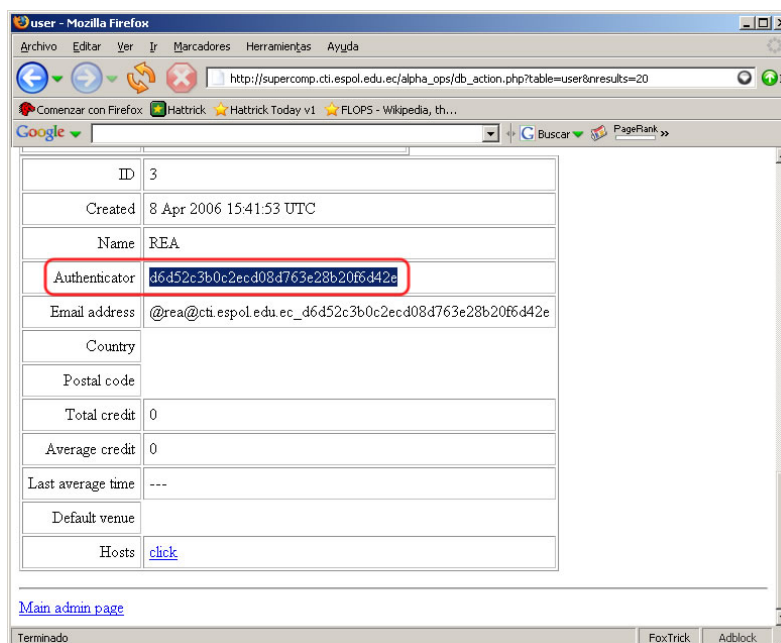 user - Mozilla Firefox
Archivo Editar Ver Ir Marcadores Herramientas Ayuda
http://supercomp.cti.espol.edu.ec/alpha_ops/db_action.php?table=user&nresults=20
Comenzar con Firefox Hattrick Hattrick Today v1 FLOPS - Wikipedia, th...
Google G Buscar PageRank »
ID 3
Created 8 Apr 2006 15:41:53 UTC
Name REA
Authenticator d6d52c3b0c2ecd08d763e28b20f6d42e
Email address @rea@cti.espol.edu.ec_d6d52c3b0c2ecd08d763e28b20f6d42e
Country
Postal code
Total credit 0
Average credit 0
Last average time ---
Default venue
Hosts click
Main admin page
Terminado FoxTrick Adblock